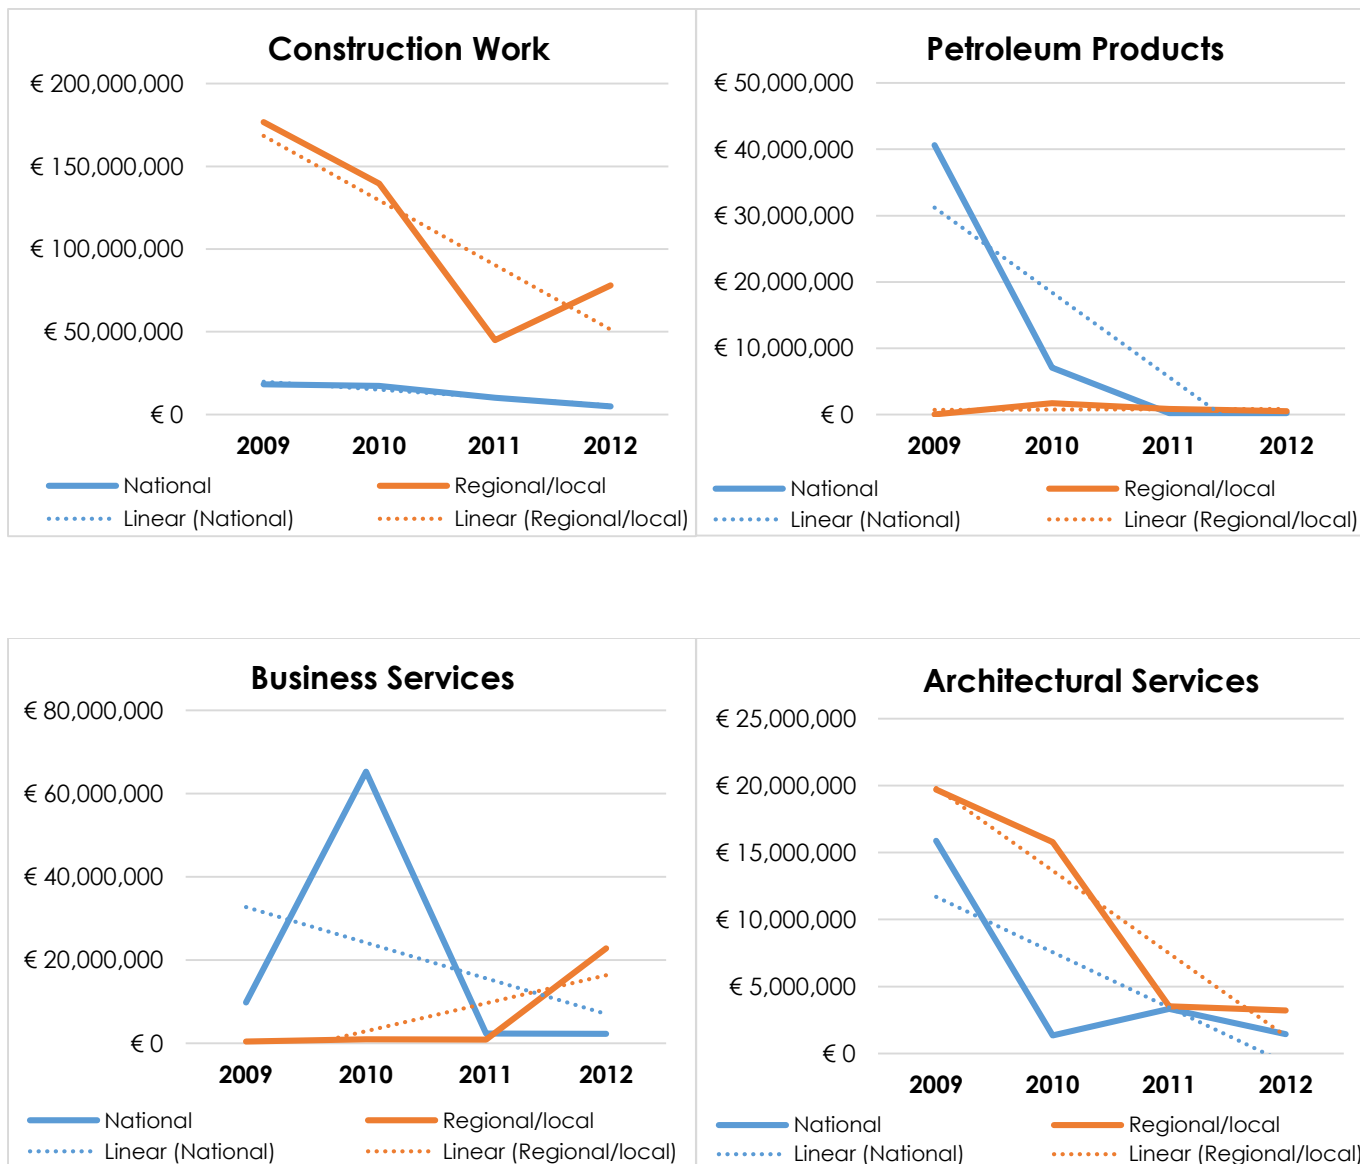 Construction Work
€ 200,000,000
€ 150,000,000
€ 100,000,000
€ 50,000,000
€ 0
2009 2010 2011 2012
National Regional/local
Linear (National) Linear (Regional/local)
Petroleum Products
€ 50,000,000
€ 40,000,000
€ 30,000,000
€ 20,000,000
€ 10,000,000
€ 0
2009 2010 2011 2012
National Regional/local
Linear (National) Linear (Regional/local)
Business Services
€ 80,000,000
€ 60,000,000
€ 40,000,000
€ 20,000,000
€ 0
2009 2010 2011 2012
National Regional/local
Linear (National) Linear (Regional/local)
Architectural Services
€ 25,000,000
€ 20,000,000
€ 15,000,000
€ 10,000,000
€ 5,000,000
€ 0
2009 2010 2011 2012
National Regional/local
Linear (National) Linear (Regional/local)